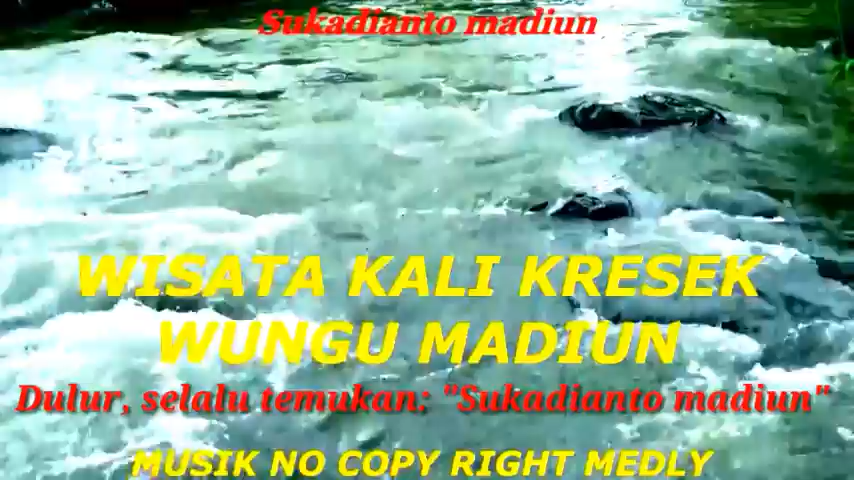 Sukadianto madiun
WISATA KALI KRESEK
WUNGU MADIUN
Dulur, selalu temukan: "Sukadianto madiun"
MUSIK NO COPY RIGHT MEDLY